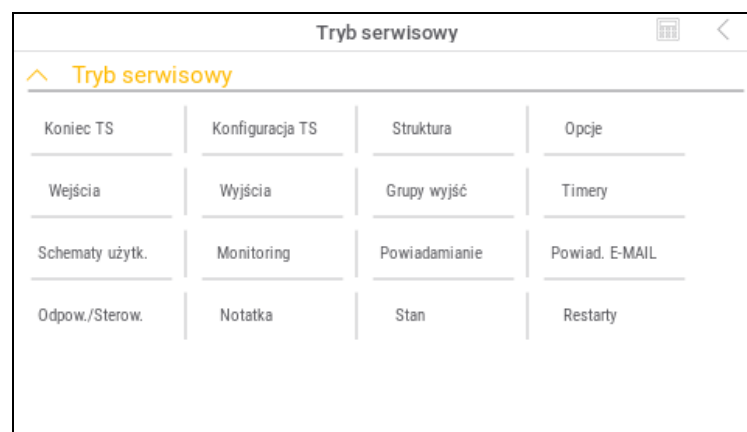 Tryb serwisowy
Tryb serwisowy
Koniec TS Konfiguracja TS Struktura Opcje
Wejścia Wyjścia Grupy wyjść Timery
Schematy użytk. Monitoring Powiadamianie Powiad. E-MAIL
Odpow./Sterow. Notatka Stan Restarty